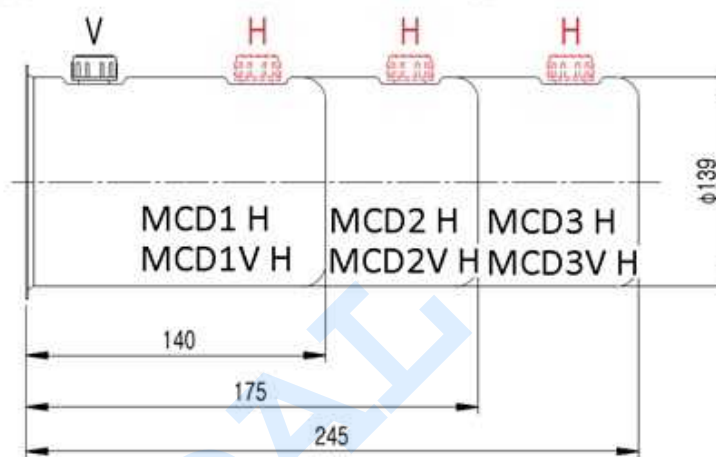 V H H H
φ139
MCD1 H MCD2 H MCD3 H
MCD1V H MCD2V H MCD3V H
140
175
245